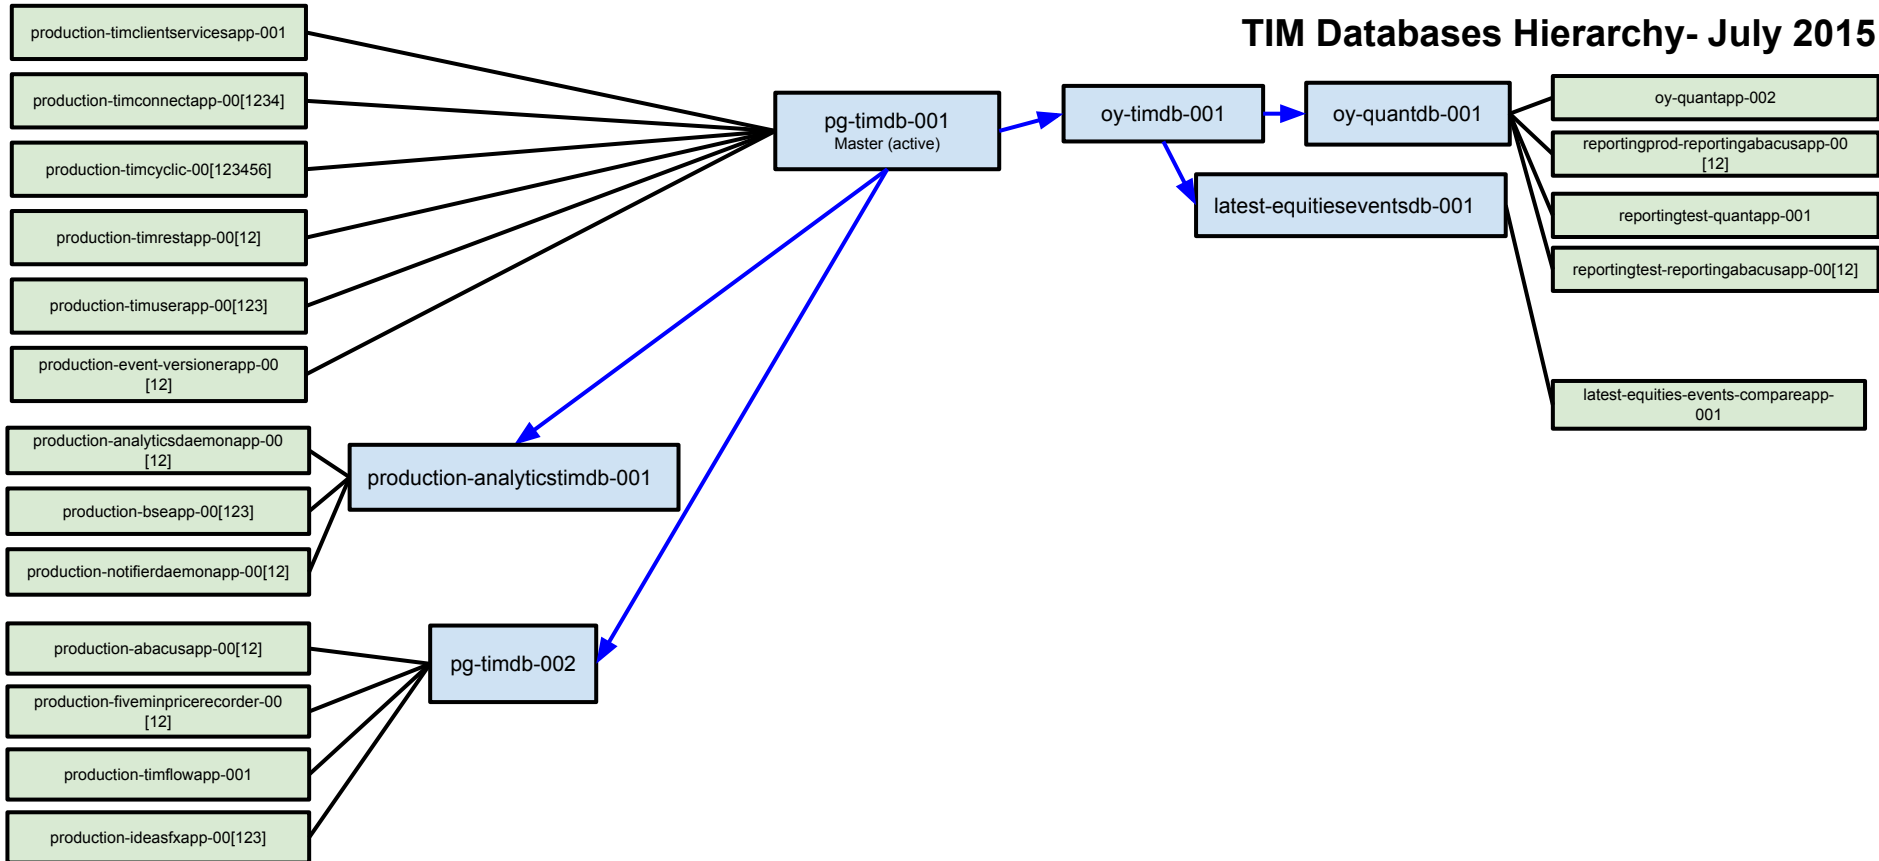 TIM Databases Hierarchy- July 2015
production-timclientservicesapp-001
production-timconnectapp-00[1234]
production-timcyclic-00[123456]
production-timrestapp-00[12]
production-timuserapp-00[123]
production-event-versionerapp-00
[12]
production-analyticsdaemonapp-00
[12]
production-bseapp-00[123]
production-notifierdaemonapp-00[12]
production-abacusapp-00[12]
production-fiveminpricerecorder-00
[12]
production-timflowapp-001
production-ideasfxapp-00[123]
pg-timdb-001
Master (active)
production-analyticstimdb-001
pg-timdb-002
oy-timdb-001
oy-quantdb-001
latest-equitieseventsdb-001
oy-quantapp-002
reportingprod-reportingabacusapp-00
[12]
reportingtest-quantapp-001
reportingtest-reportingabacusapp-00[12]
latest-equities-events-compareapp-
001